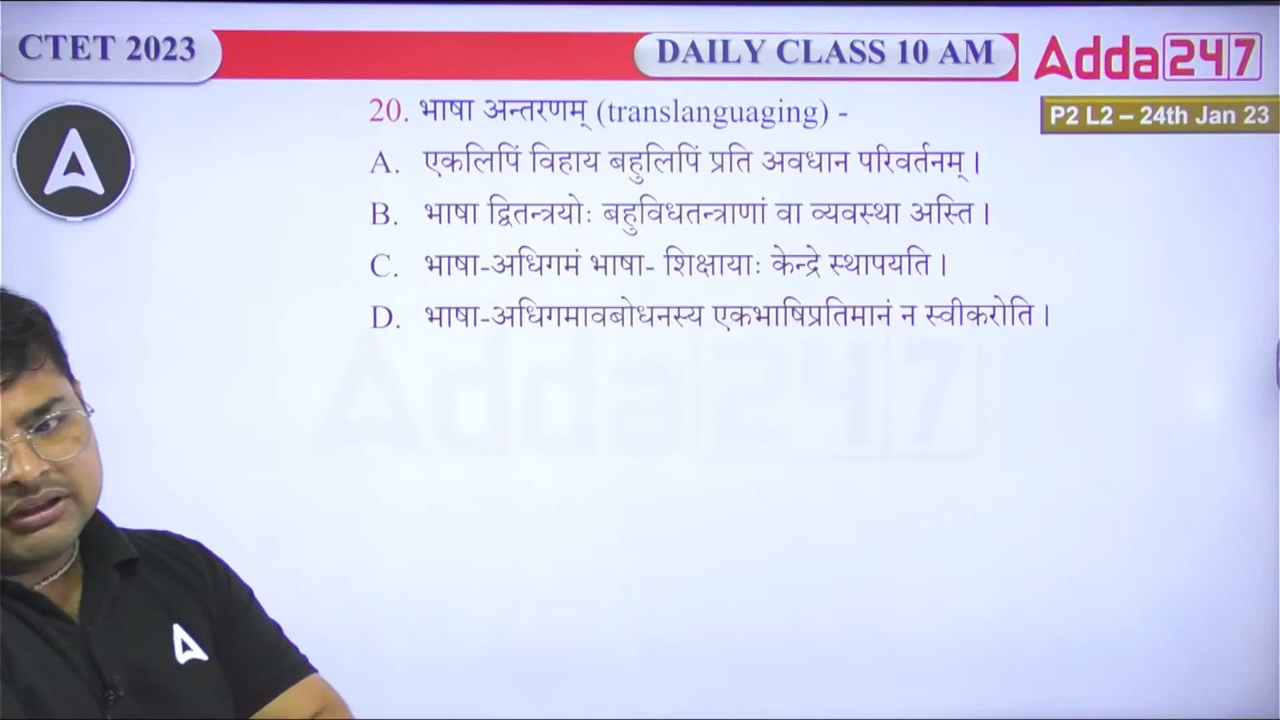 CTET 2023
DAILY CLASS 10 AM
Adda247
P2 L2 – 24th Jan 23
20. भाषा अन्तरणम् (translanguaging) -
A. एकलिपिं विहाय बहुलिपिं प्रति अवधान परिवर्तनम् ।
B. भाषा द्वितन्त्रयोः बहुविधतन्त्राणां वा व्यवस्था अस्ति ।
C. भाषा-अधिगमं भाषा- शिक्षायाः केन्द्रे स्थापयति ।
D. भाषा-अधिगमावबोधनस्य एकभाषिप्रतिमानं न स्वीकरोति ।
Adda247